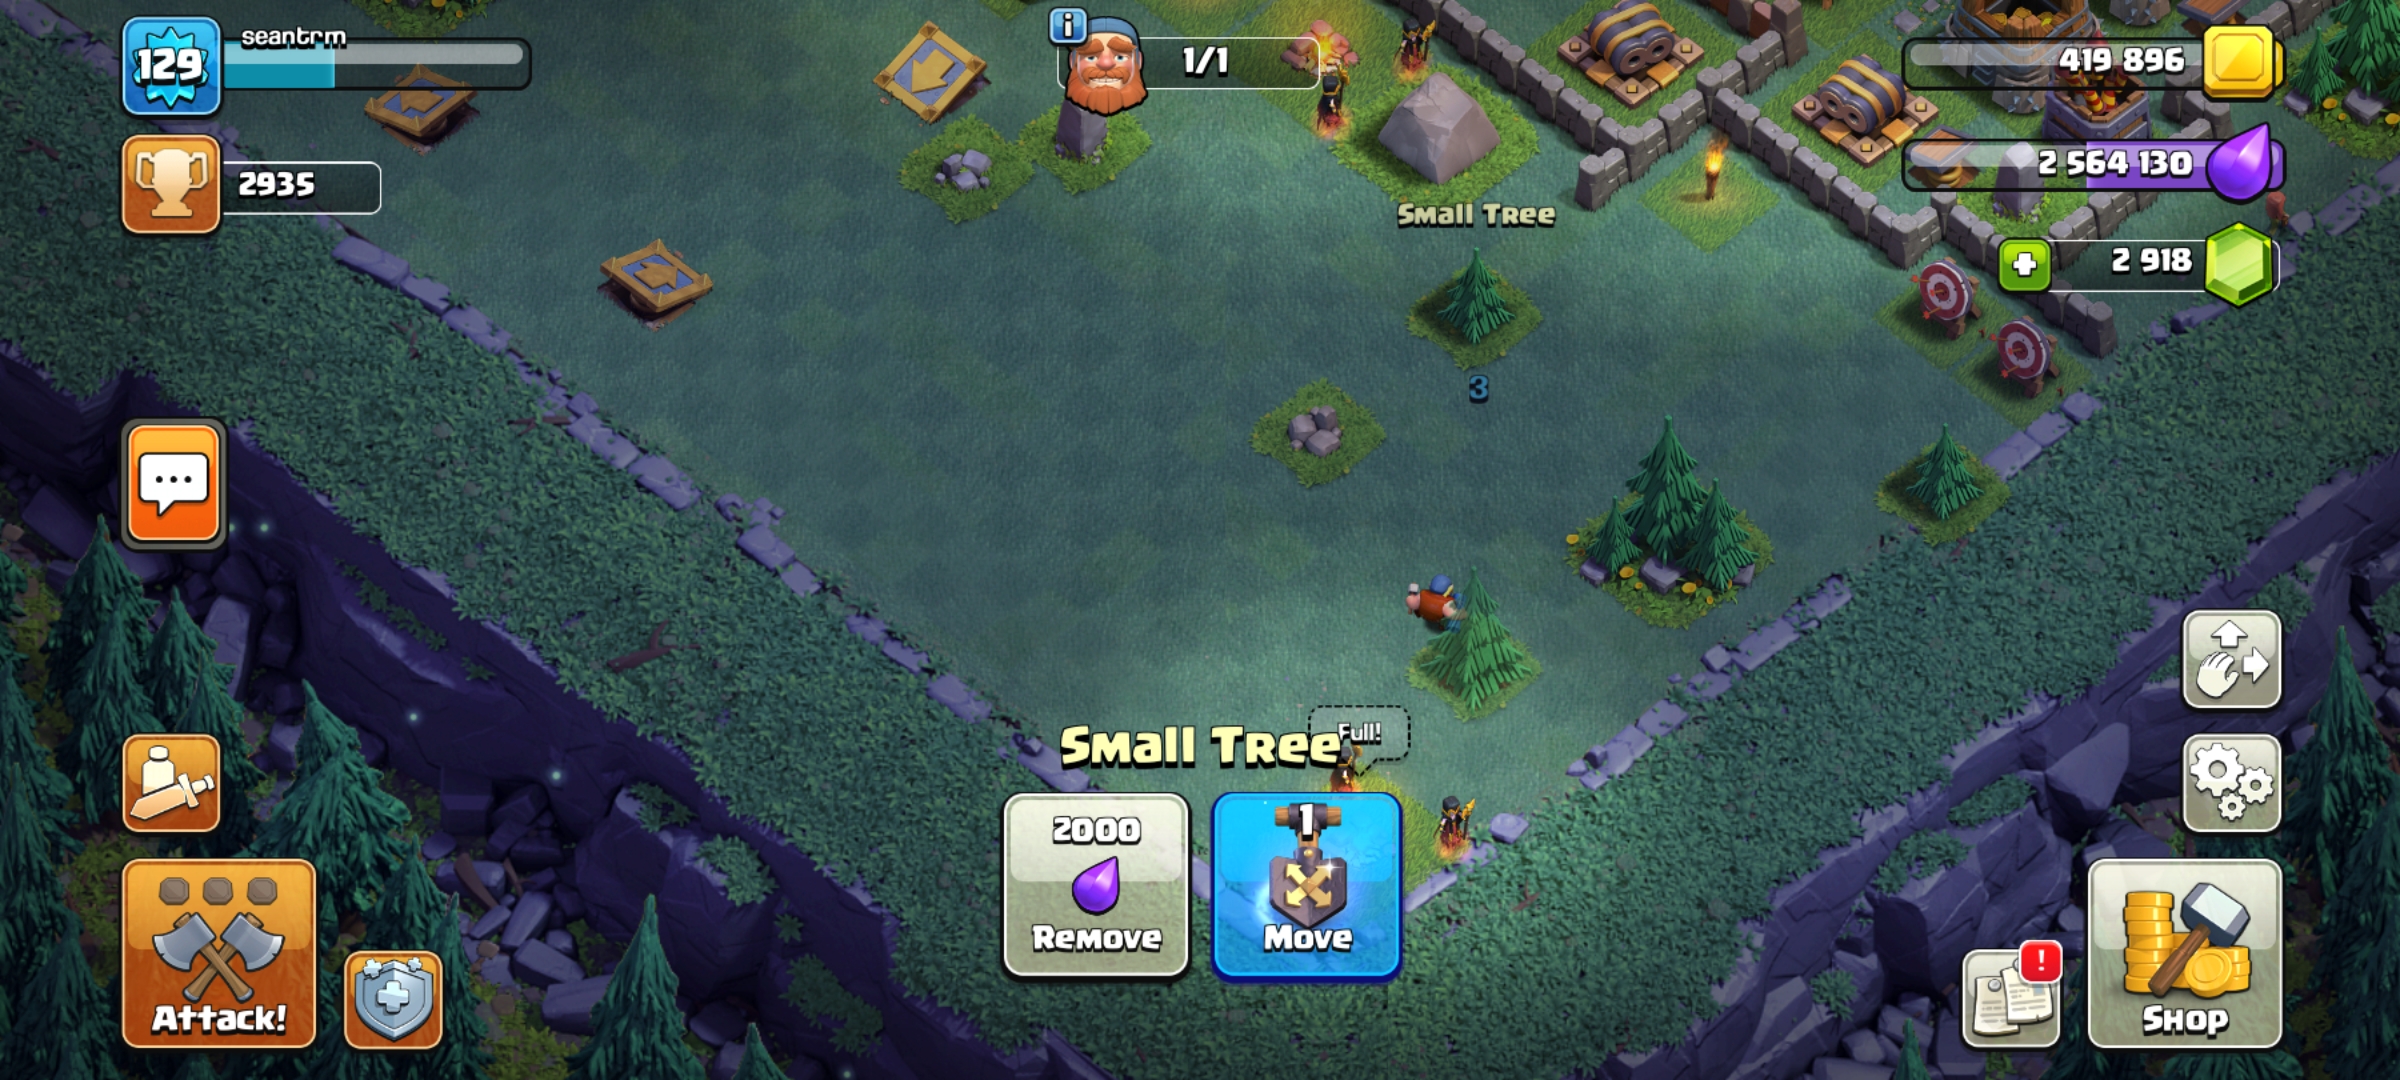 129
seantrm
1/1
419 896
2935
2 564 130
Small Tree
2 918
3
Full!
Small Tree
2000
Remove
1
Move
Attack!
!
Shop